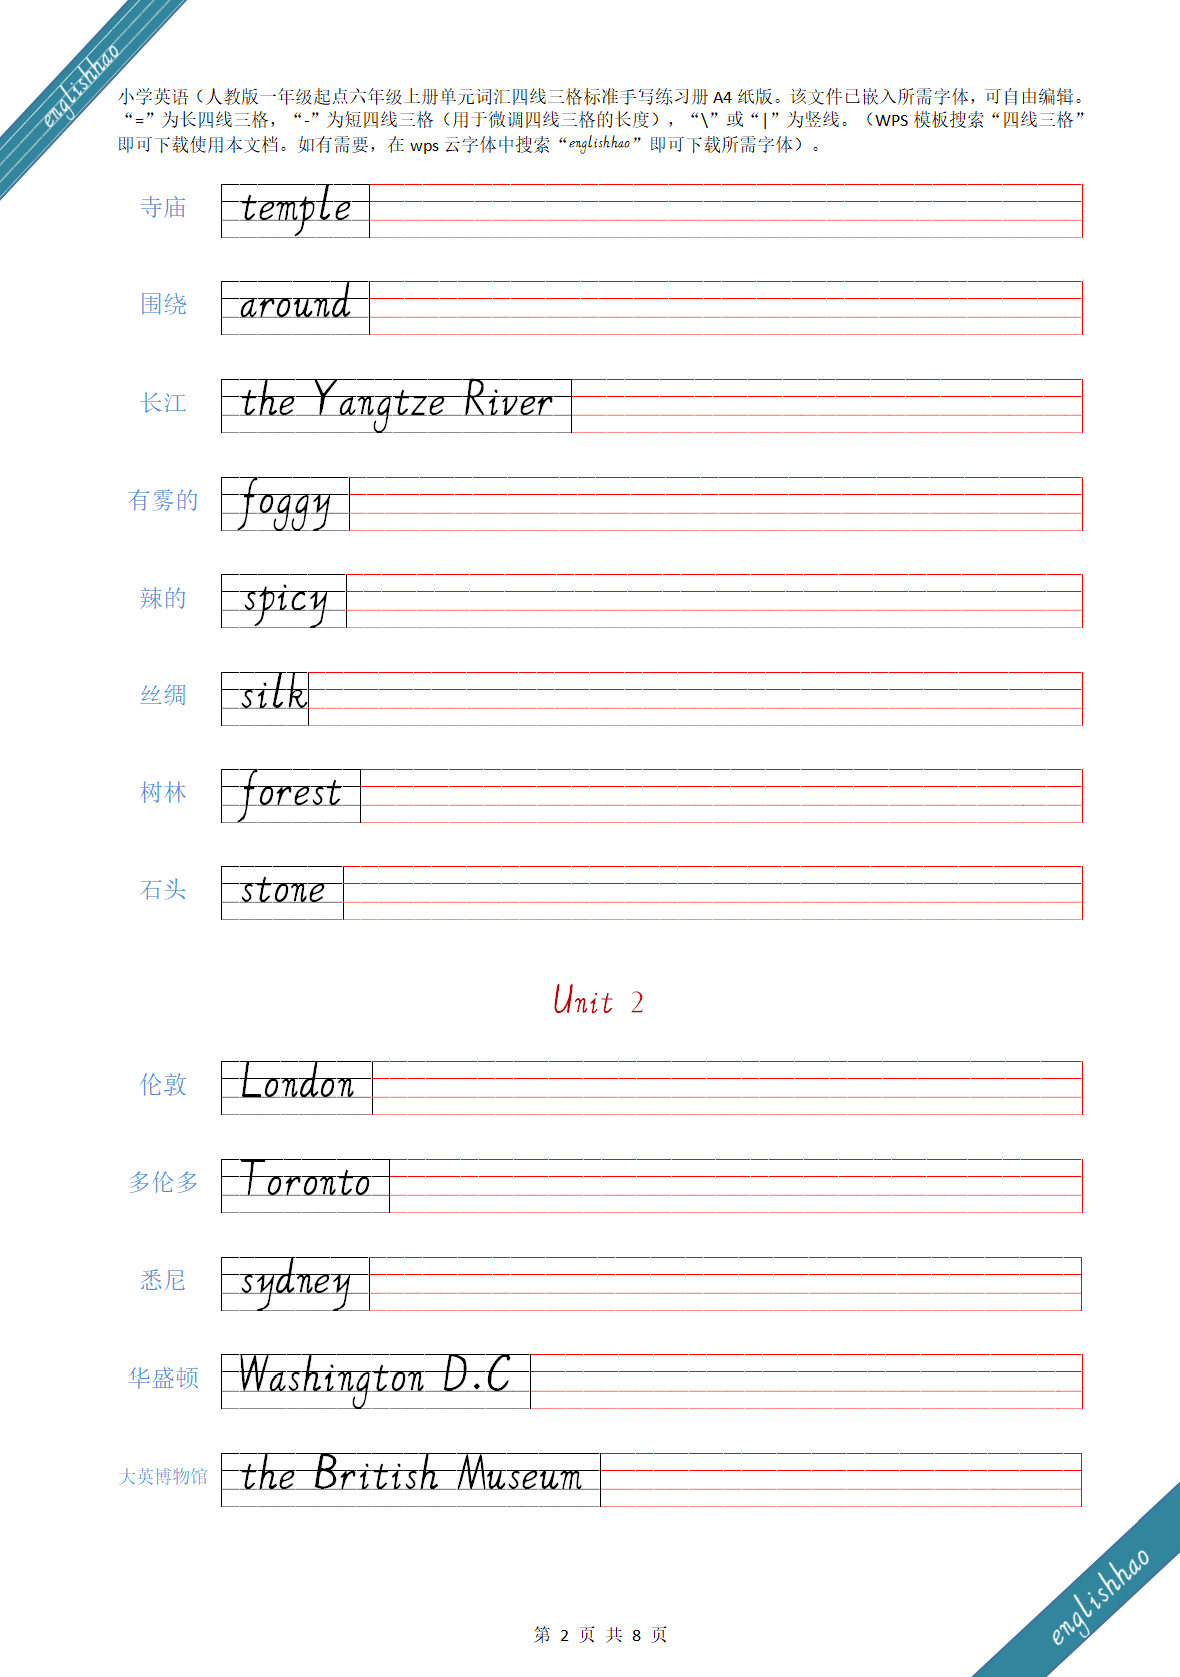 englishhao
小学英语（人教版一年级起点六年级上册单元词汇四线三格标准手写练习册 A4 纸版。该文件已嵌入所需字体，可自由编辑。
“=”为长四线三格，“-”为短四线三格（用于微调四线三格的长度），“\”或“|”为竖线。（WPS 模板搜索“四线三格”
即可下载使用本文档。如有需要，在 wps 云字体中搜索“englishhao”即可下载所需字体）。
寺庙 temple
围绕 around
长江 the Yangtze River
有雾的 foggy
辣的 spicy
丝绸 silk
树林 forest
石头 stone
Unit 2
伦敦 London
多伦多 Toronto
悉尼 sydney
华盛顿 Washington D.C
大英博物馆 the British Museum
englishhao
第 2 页 共 8 页